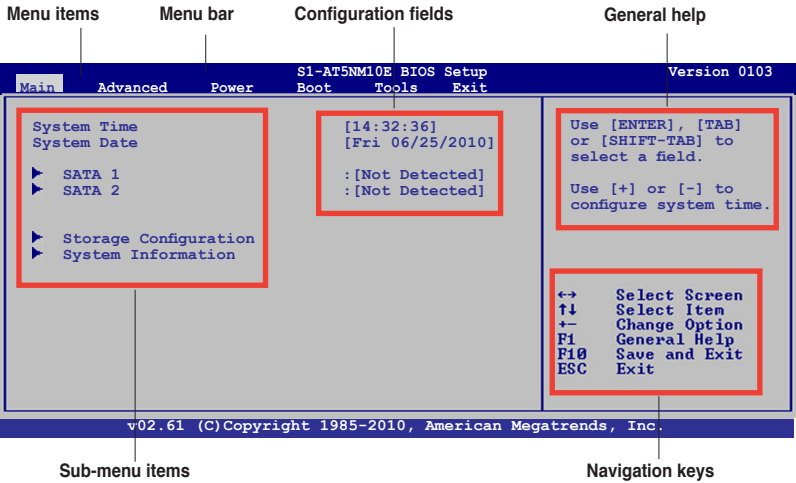 Menu items Menu bar Configuration fields General help
S1-AT5NM10E BIOS Setup Version 0103
Main Advanced Power Boot Tools Exit
System Time [14:32:36]
System Date [Fri 06/25/2010]
SATA 1 :[Not Detected]
SATA 2 :[Not Detected]
Storage Configuration
System Information
Use [ENTER], [TAB]
or [SHIFT-TAB] to
select a field.
Use [+] or [-] to
configure system time.
←→ Select Screen
↑↓ Select Item
+- Change Option
F1 General Help
F10 Save and Exit
ESC Exit
v02.61 (C)Copyright 1985-2010, American Megatrends, Inc.
Sub-menu items Navigation keys